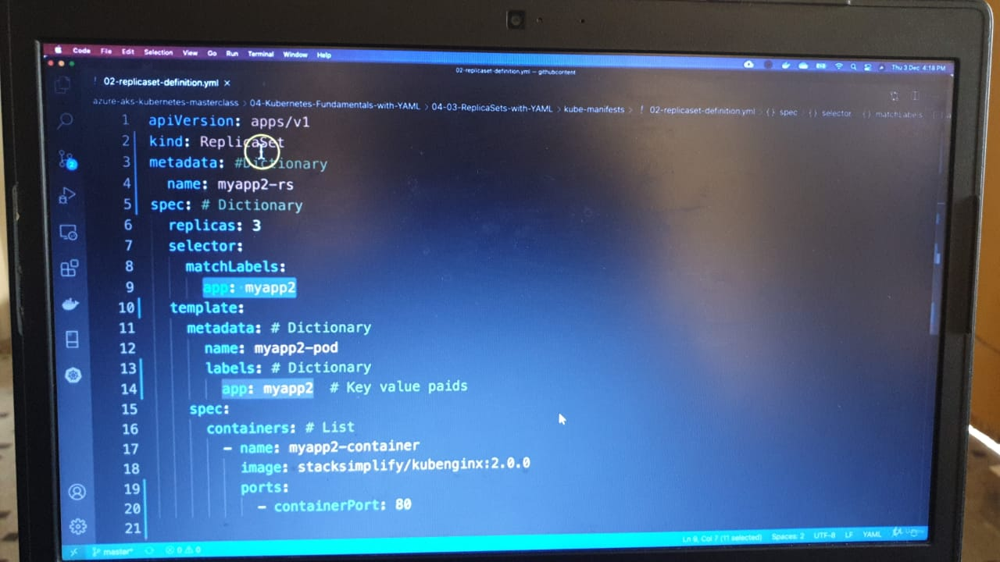 Code File Edit Selection View Go Run Terminal Window Help Thu 3 Dec 4:18 PM
02-replicaset-definition.yml — githubcontent
! 02-replicaset-definition.yml ×
azure-aks-kubernetes-masterclass > 04-Kubernetes-Fundamentals-with-YAML > 04-03-ReplicaSets-with-YAML > kube-manifests > ! 02-replicaset-definition.yml > {} spec > {} selector > {} matchLabels
1 apiVersion: apps/v1
2 kind: ReplicaSet
3 metadata: #Dictionary
4 name: myapp2-rs
5 spec: # Dictionary
6 replicas: 3
7 selector:
8 matchLabels:
9 app: myapp2
10 template:
11 metadata: # Dictionary
12 name: myapp2-pod
13 labels: # Dictionary
14 app: myapp2 # Key value paids
15 spec:
16 containers: # List
17 - name: myapp2-container
18 image: stacksimplify/kubenginx:2.0.0
19 ports:
20 - containerPort: 80
21
2
master* 0 0 Ln 9, Col 7 (11 selected) Spaces: 2 UTF-8 LF YAML